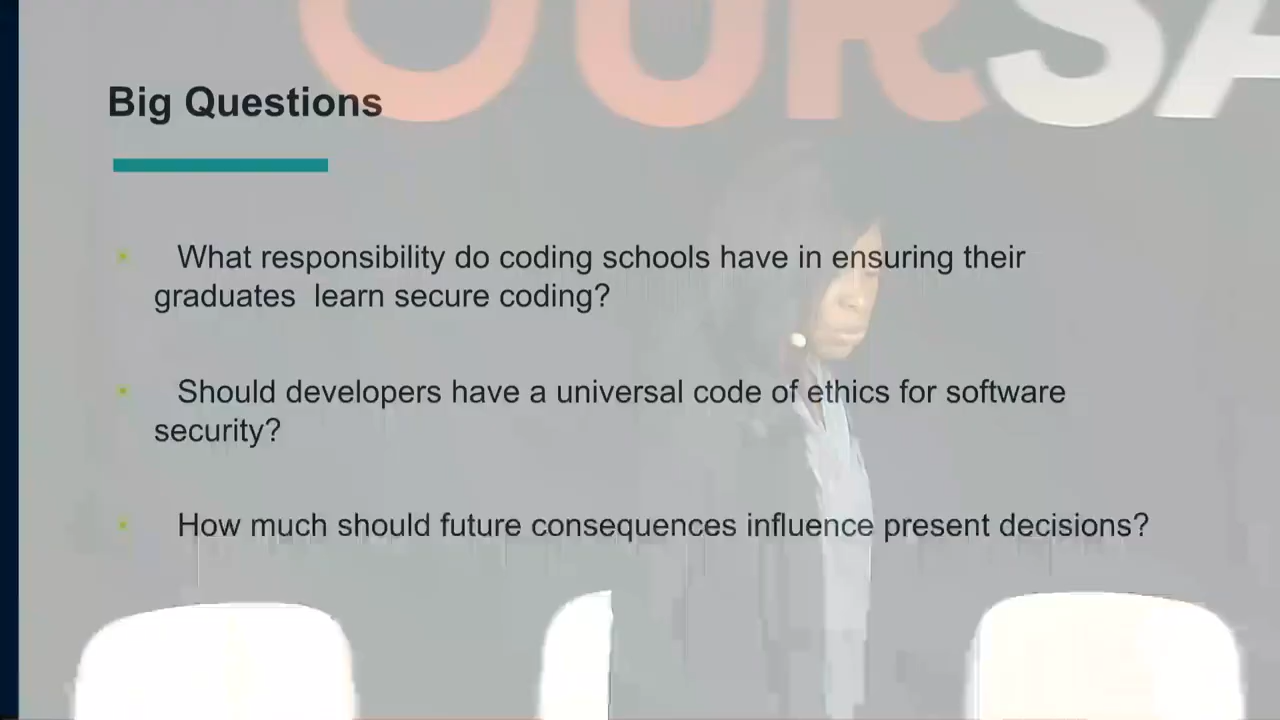 OURSA
Big Questions
What responsibility do coding schools have in ensuring their
graduates  learn secure coding?
Should developers have a universal code of ethics for software
security?
How much should future consequences influence present decisions?